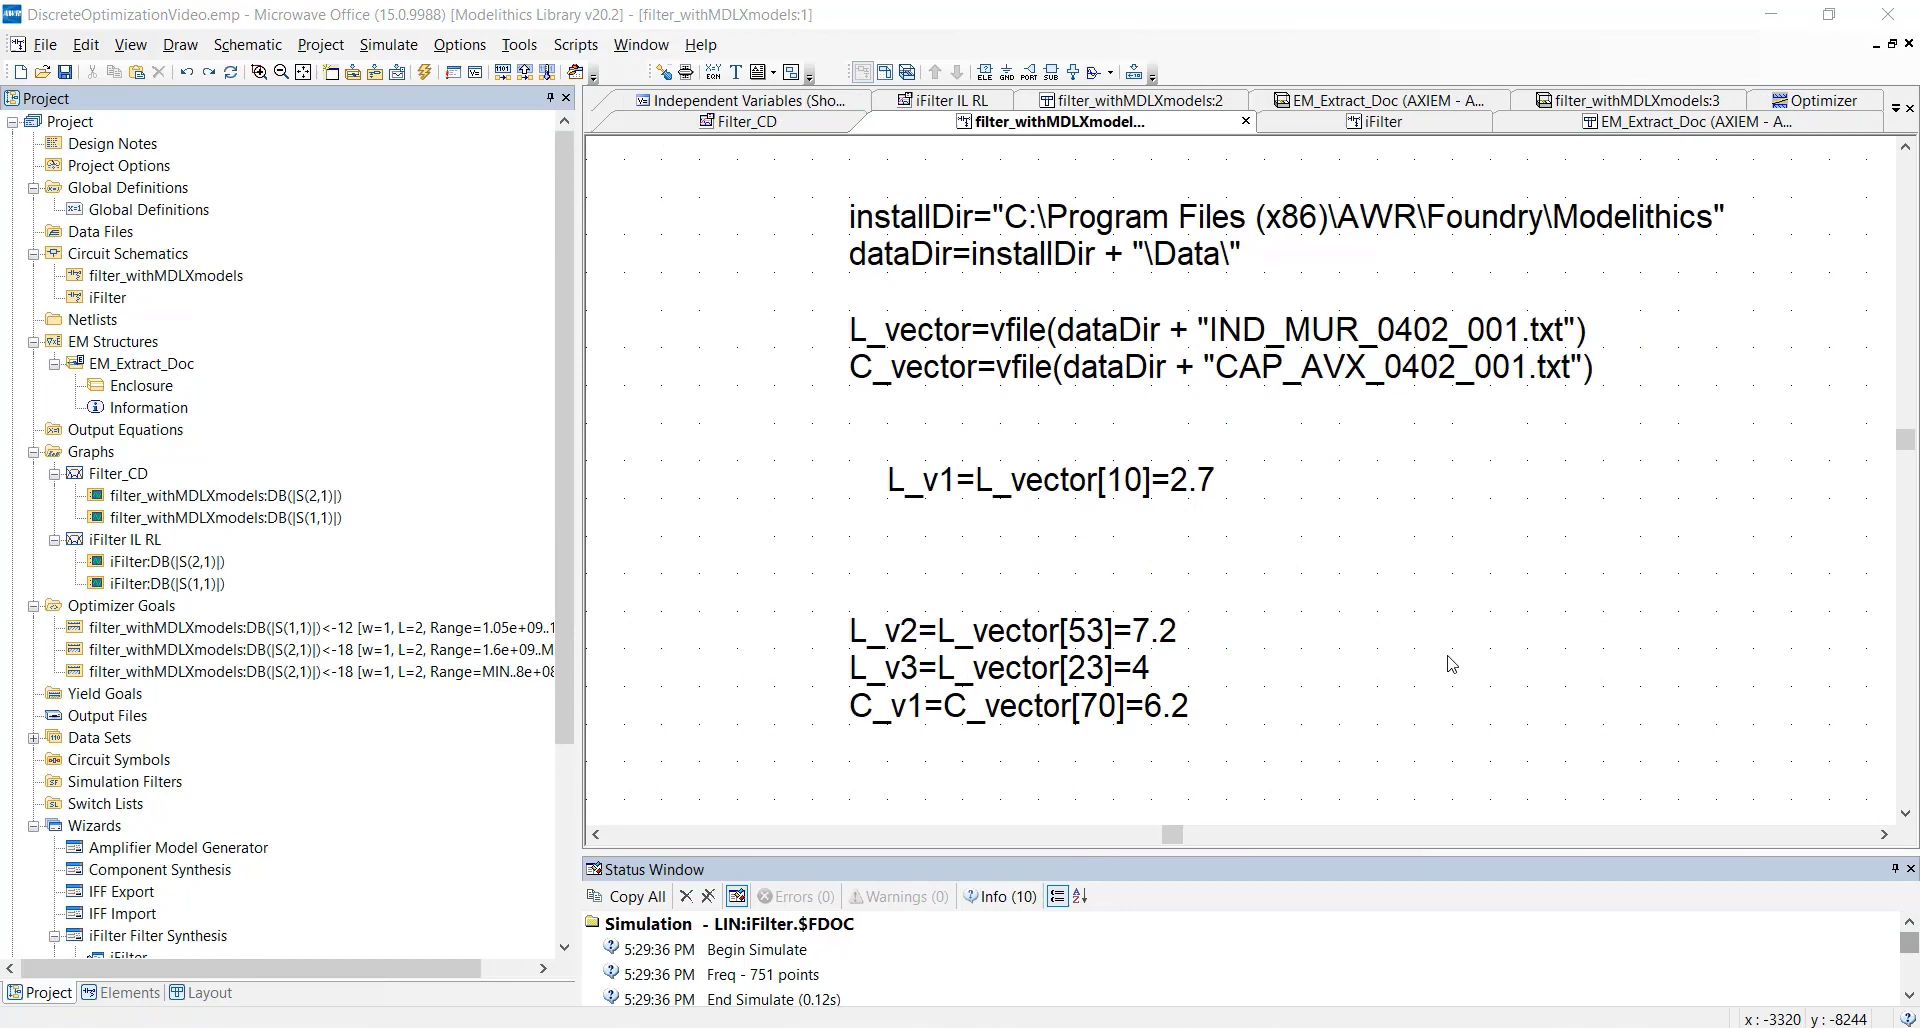 DiscreteOptimizationVideo.emp - Microwave Office (15.0.9988) [Modelithics Library v20.2] - [filter_withMDLXmodels:1]
File Edit View Draw Schematic Project Simulate Options Tools Scripts Window Help
Project
Project
Design Notes
Project Options
Global Definitions
Global Definitions
Data Files
Circuit Schematics
filter_withMDLXmodels
iFilter
Netlists
EM Structures
EM_Extract_Doc
Enclosure
Information
Output Equations
Graphs
Filter_CD
filter_withMDLXmodels:DB(|S(2,1)|)
filter_withMDLXmodels:DB(|S(1,1)|)
iFilter IL RL
iFilter:DB(|S(2,1)|)
iFilter:DB(|S(1,1)|)
Optimizer Goals
filter_withMDLXmodels:DB(|S(1,1)|)<-12 [w=1, L=2, Range=1.05e+09..1
filter_withMDLXmodels:DB(|S(2,1)|)<-18 [w=1, L=2, Range=1.6e+09..M
filter_withMDLXmodels:DB(|S(2,1)|)<-18 [w=1, L=2, Range=MIN..8e+08
Yield Goals
Output Files
Data Sets
Circuit Symbols
Simulation Filters
Switch Lists
Wizards
Amplifier Model Generator
Component Synthesis
IFF Export
IFF Import
iFilter Filter Synthesis
iFilter
Project Elements Layout
Independent Variables (Sho... iFilter IL RL filter_withMDLXmodels:2 EM_Extract_Doc (AXIEM - A... filter_withMDLXmodels:3 Optimizer
Filter_CD filter_withMDLXmodel... iFilter EM_Extract_Doc (AXIEM - A...
installDir="C:\Program Files (x86)\AWR\Foundry\Modelithics"
dataDir=installDir + "\Data\"
L_vector=vfile(dataDir + "IND_MUR_0402_001.txt")
C_vector=vfile(dataDir + "CAP_AVX_0402_001.txt")
L_v1=L_vector[10]=2.7
L_v2=L_vector[53]=7.2
L_v3=L_vector[23]=4
C_v1=C_vector[70]=6.2
Status Window
Copy All Errors (0) Warnings (0) Info (10)
Simulation - LIN:iFilter.$FDOC
5:29:36 PM Begin Simulate
5:29:36 PM Freq - 751 points
5:29:36 PM End Simulate (0.12s)
x : -3320 y : -8244